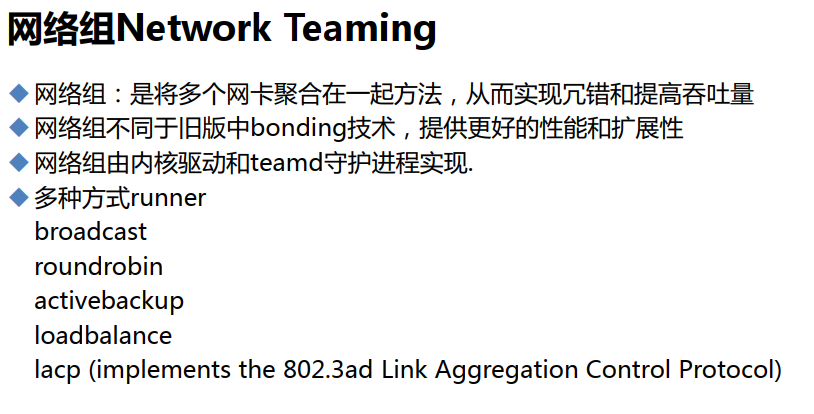 网络组Network Teaming
◆ 网络组：是将多个网卡聚合在一起方法，从而实现冗错和提高吞吐量
◆ 网络组不同于旧版中bonding技术，提供更好的性能和扩展性
◆ 网络组由内核驱动和teamd守护进程实现.
◆ 多种方式runner
broadcast
roundrobin
activebackup
loadbalance
lacp (implements the 802.3ad Link Aggregation Control Protocol)